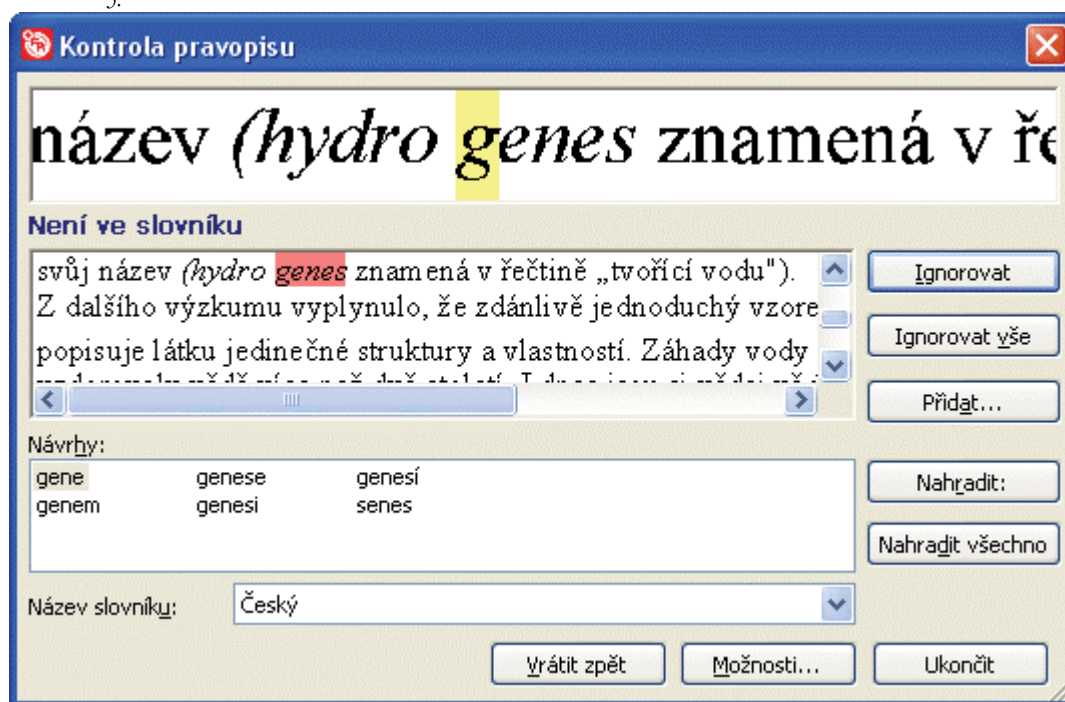 Kontrola pravopisu
název (hydro genes znamená v ře
Není ve slovníku
svůj název (hydro genes znamená v řečtině „tvořící vodu").
Z dalšího výzkumu vyplynulo, že zdánlivě jednoduchý vzore
popisuje látku jedinečné struktury a vlastností. Záhady vody
Ignorovat
Ignorovat vše
Přidat...
Návrhy:
gene genese genesí
genem genesi senes
Nahradit:
Nahradit všechno
Název slovníku: Český
Vrátit zpět Možnosti... Ukončit